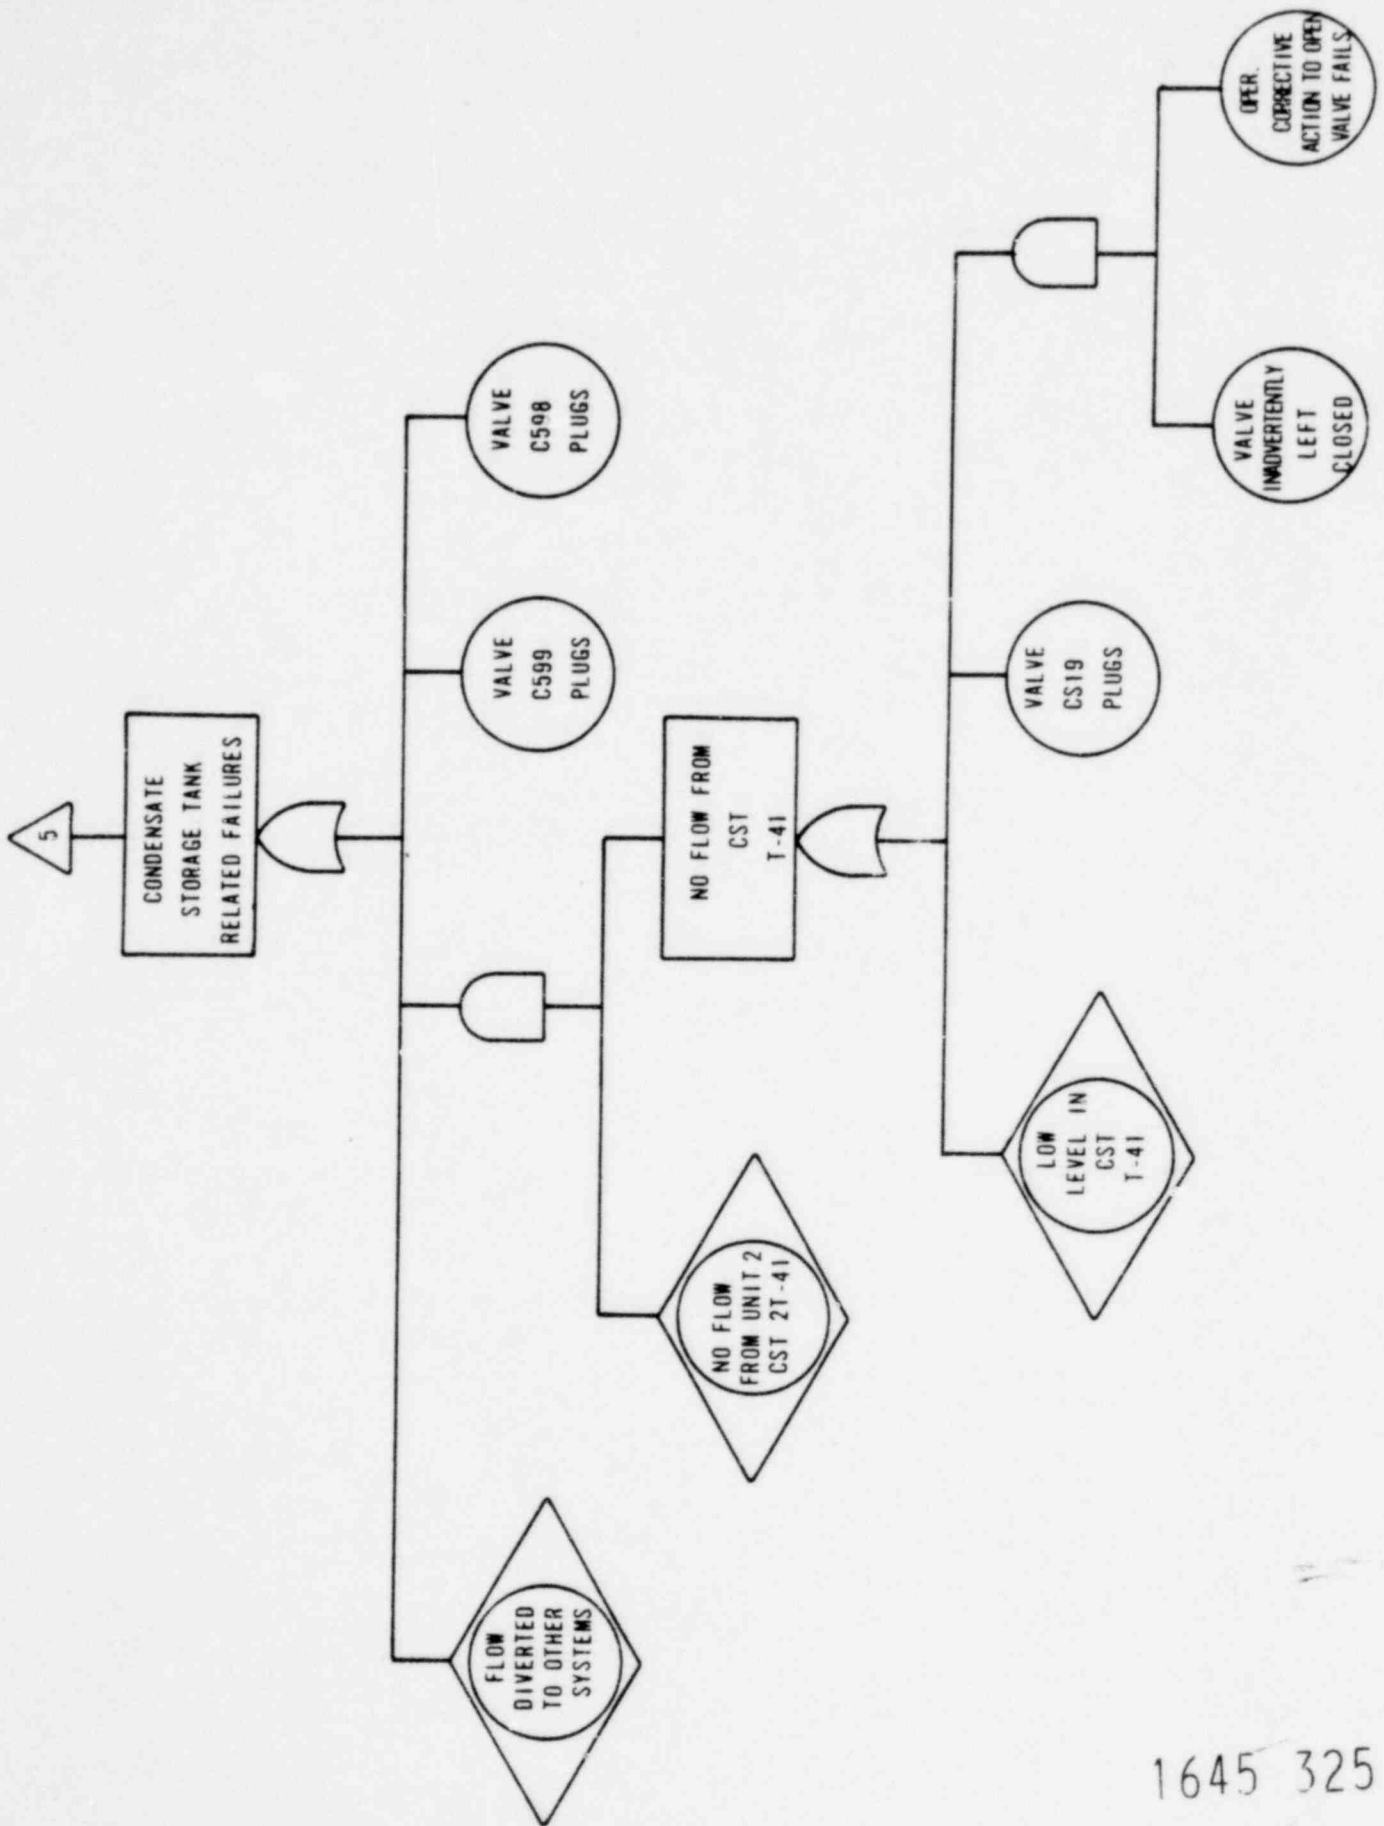 5
CONDENSATE
STORAGE TANK
RELATED FAILURES
FLOW
DIVERTED
TO OTHER
SYSTEMS
VALVE
C599
PLUGS
VALVE
C598
PLUGS
NO FLOW
FROM UNIT 2
CST 2T-41
NO FLOW FROM
CST
T-41
LOW
LEVEL IN
CST
T-41
VALVE
CS19
PLUGS
VALVE
INADVERTENTLY
LEFT
CLOSED
OPER.
CORRECTIVE
ACTION TO OPEN
VALVE FAILS
1645 325